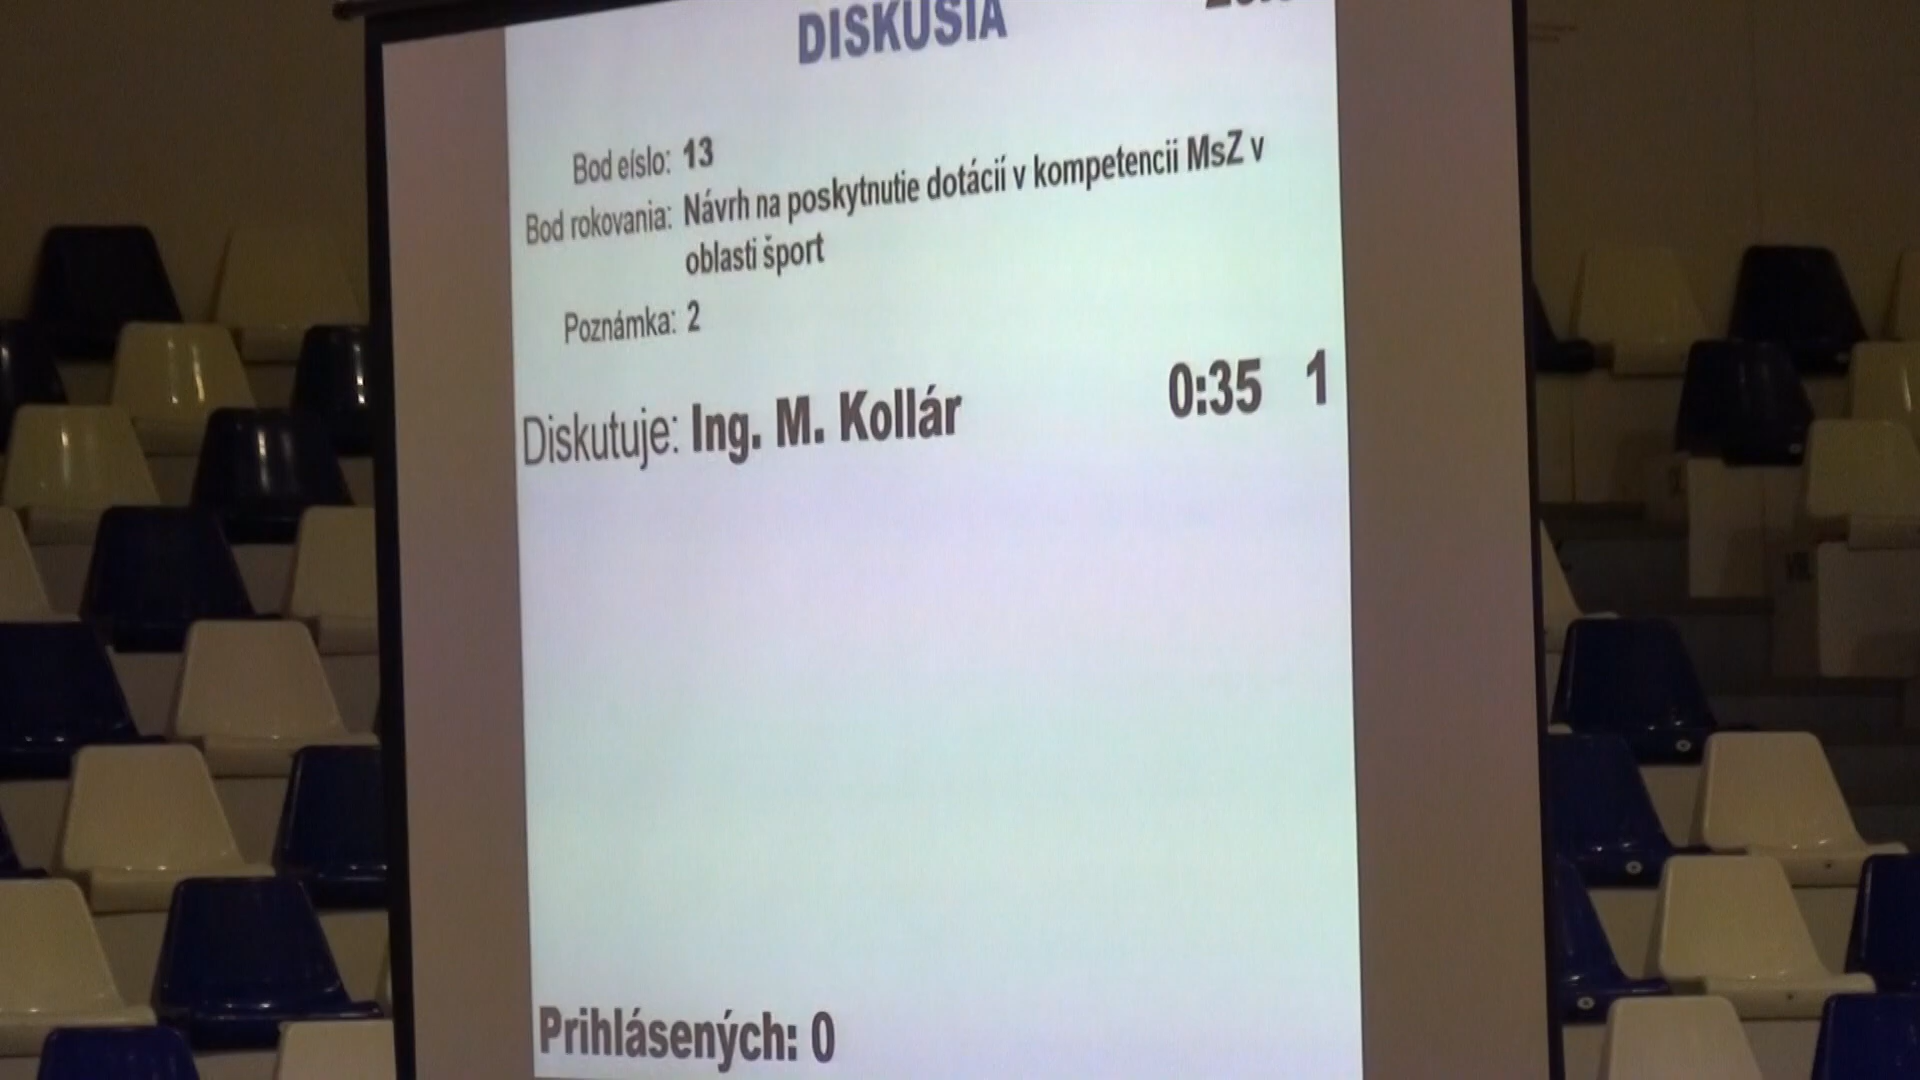 DISKUSIA
Bod eíslo: 13
Bod rokovania: Návrh na poskytnutie dotácií v kompetencii MsZ v
oblasti šport
Poznámka: 2
Diskutuje: Ing. M. Kollár 0:35 1
Prihlásených: 0